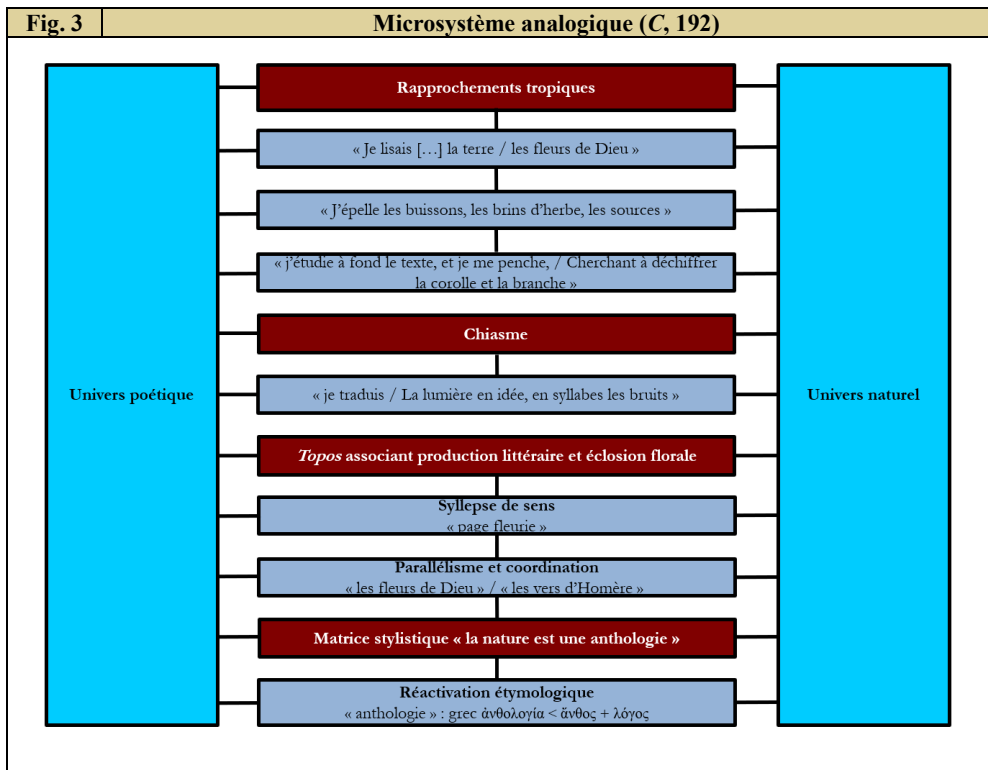 Fig. 3
Microsystème analogique (C, 192)
Univers poétique
Rapprochements tropiques
« Je lisais […] la terre / les fleurs de Dieu »
« J’épelle les buissons, les brins d’herbe, les sources »
« j’étudie à fond le texte, et je me penche, / Cherchant à déchiffrer
la corolle et la branche »
Chiasme
« je traduis / La lumière en idée, en syllabes les bruits »
Topos associant production littéraire et éclosion florale
Syllepse de sens
« page fleurie »
Parallélisme et coordination
« les fleurs de Dieu » / « les vers d’Homère »
Matrice stylistique « la nature est une anthologie »
Réactivation étymologique
« anthologie » : grec ἀνθολογία < ἄνθος + λόγος
Univers naturel